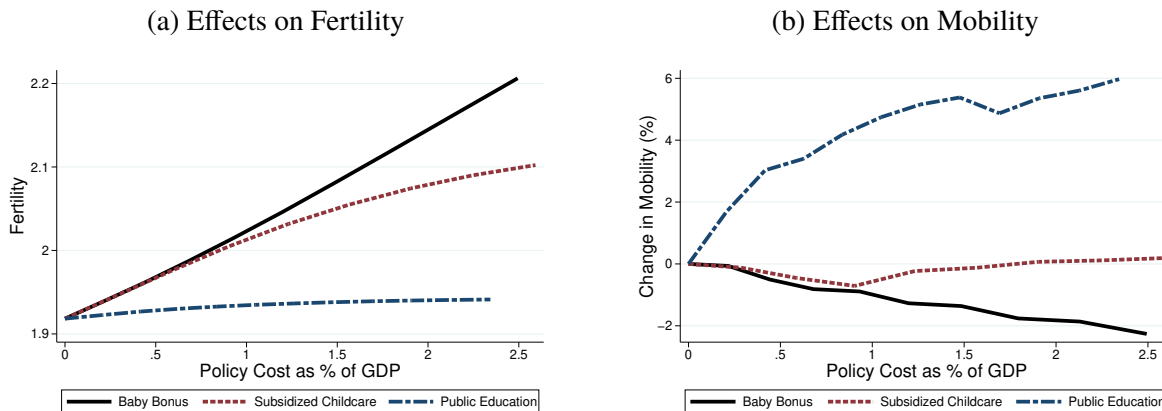 (a) Effects on Fertility
2.2
2.1
2
1.9
Fertility
0 .5 1 1.5 2 2.5
Policy Cost as % of GDP
Baby Bonus Subsidized Childcare Public Education
(b) Effects on Mobility
6
4
2
0
−2
Change in Mobility (%)
0 .5 1 1.5 2 2.5
Policy Cost as % of GDP
Baby Bonus Subsidized Childcare Public Education